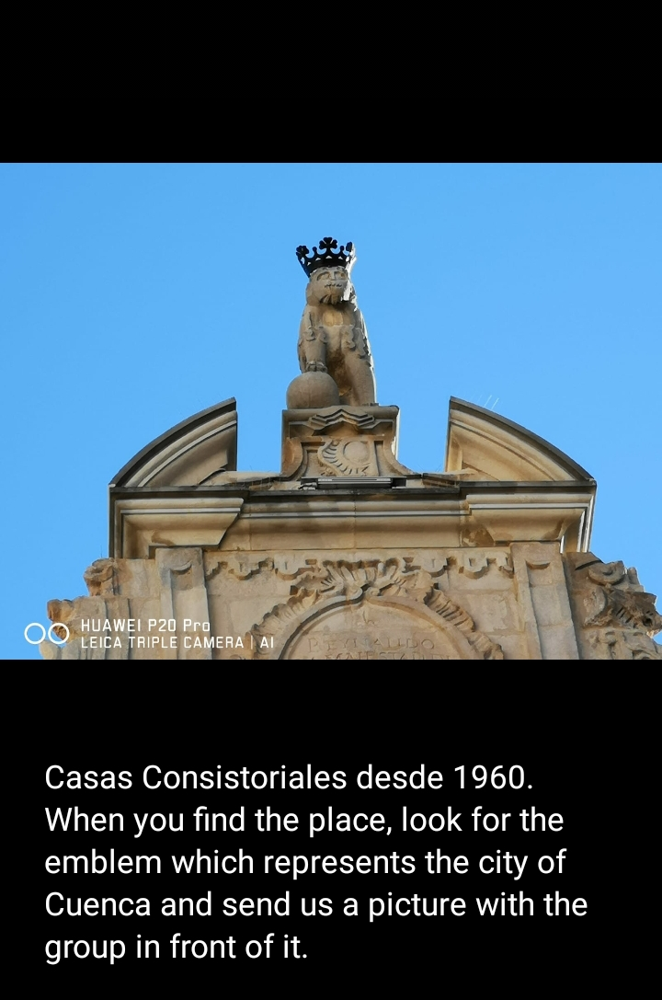 HUAWEI P20 Pro
LEICA TRIPLE CAMERA | AI
REYNANDO
Casas Consistoriales desde 1960.
When you find the place, look for the
emblem which represents the city of
Cuenca and send us a picture with the
group in front of it.